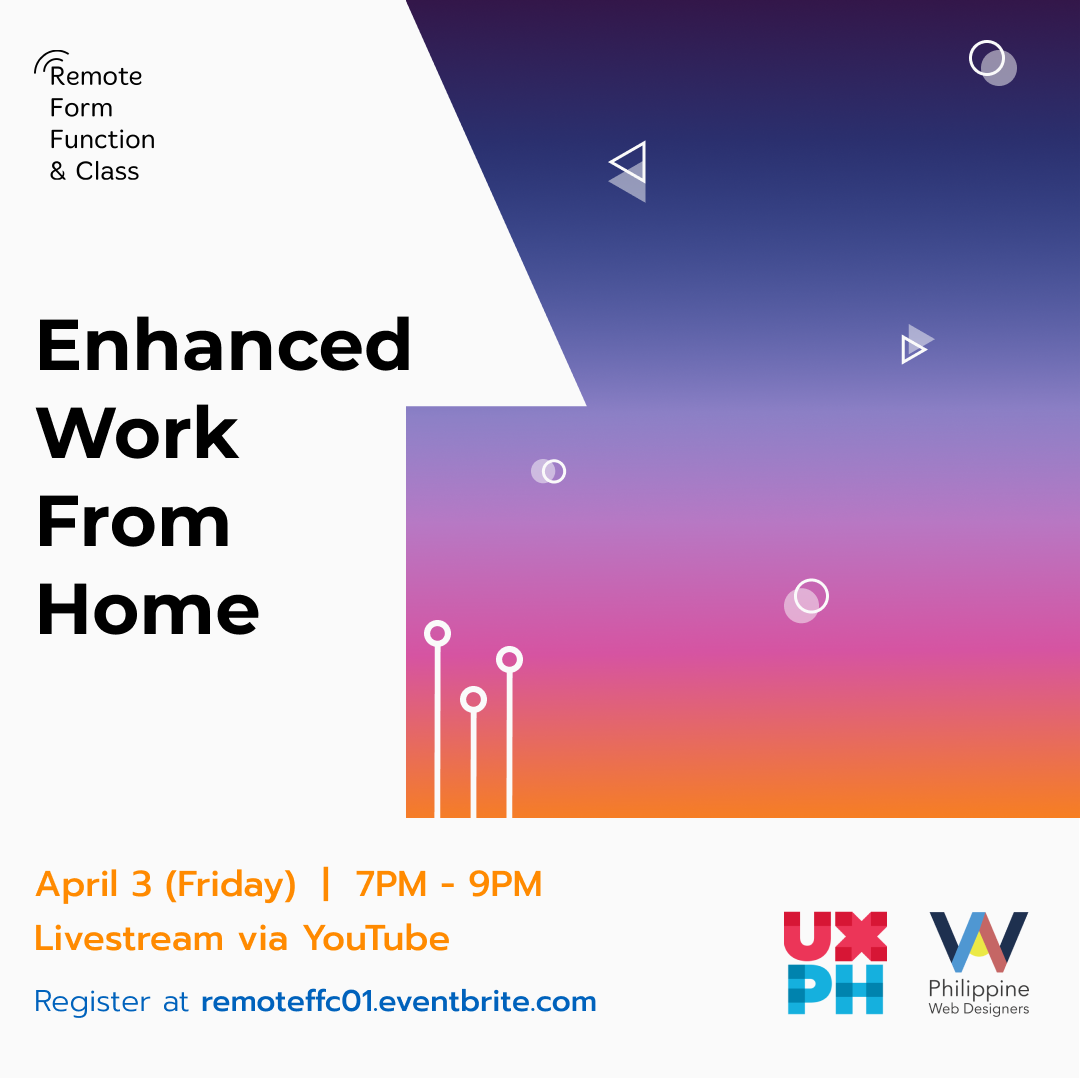 Remote
Form
Function
& Class
Enhanced
Work
From
Home
April 3 (Friday) | 7PM - 9PM
Livestream via YouTube
Register at remoteffc01.eventbrite.com
UX
PH
W
Philippine
Web Designers